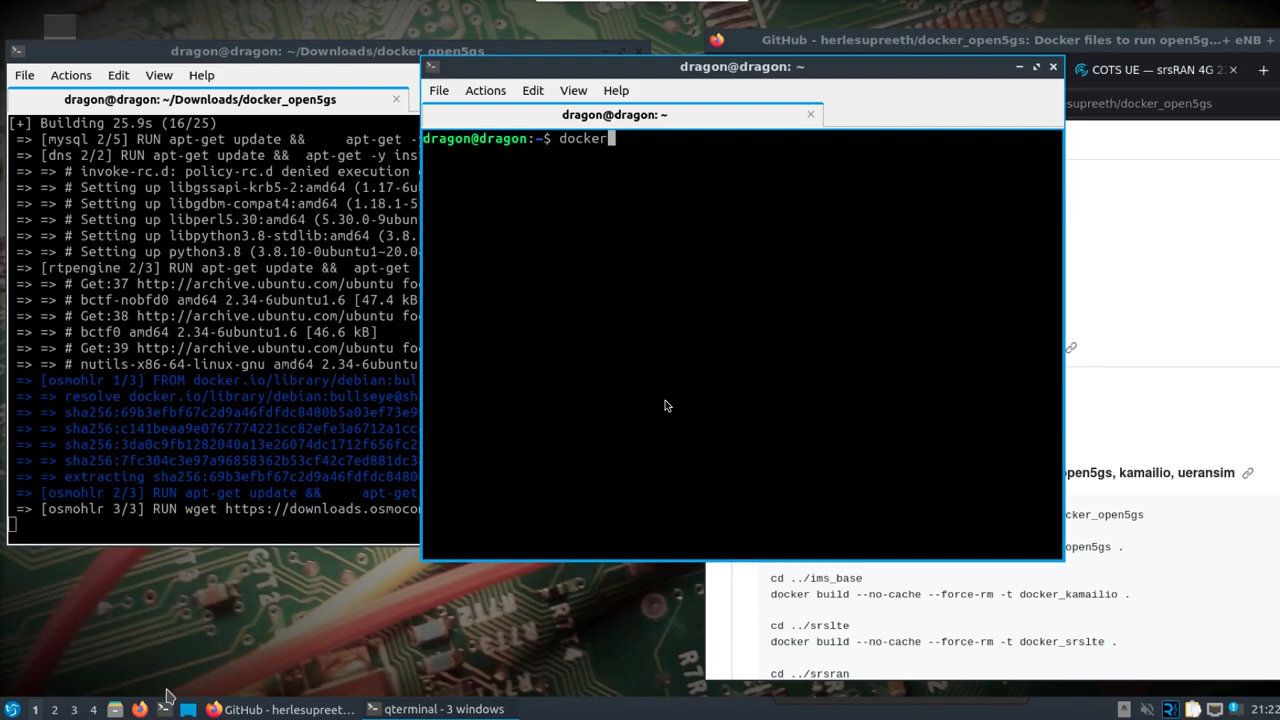 dragon@dragon: ~/Downloads/docker_open5gs
File Actions Edit View Help
dragon@dragon: ~/Downloads/docker_open5gs
[+] Building 25.9s (16/25)
=> [mysql 2/5] RUN apt-get update && apt-get
=> [dns 2/2] RUN apt-get update && apt-get -y ins
=> => # invoke-rc.d: policy-rc.d denied execution
=> => # Setting up libgssapi-krb5-2:amd64 (1.17-6u
=> => # Setting up libgdbm-compat4:amd64 (1.18.1-5
=> => # Setting up libperl5.30:amd64 (5.30.0-9ubun
=> => # Setting up libpython3.8-stdlib:amd64 (3.8.
=> => # Setting up python3.8 (3.8.10-0ubuntu1~20.0
=> [rtpengine 2/3] RUN apt-get update && apt-get
=> => # Get:37 http://archive.ubuntu.com/ubuntu fo
=> => # bctf-nobfd0 amd64 2.34-6ubuntu1.6 [47.4 kB
=> => # Get:38 http://archive.ubuntu.com/ubuntu fo
=> => # bctf0 amd64 2.34-6ubuntu1.6 [46.6 kB]
=> => # Get:39 http://archive.ubuntu.com/ubuntu fo
=> => # nutils-x86-64-linux-gnu amd64 2.34-6ubuntu
=> [osmohlr 1/3] FROM docker.io/library/debian:bul
=> => resolve docker.io/library/debian:bullseye@sh
=> => sha256:69b3efbf67c2d9a46fdfdc8480b5a03ef73e9
=> => sha256:c141beaa9e0767774221cc82efe3a6712a1cc
=> => sha256:3da0c9fb1282040a13e26074dc1712f656fc2
=> => sha256:7fc304c3e97a96858362b53cf42c7ed881dc3
=> => extracting sha256:69b3efbf67c2d9a46fdfdc8480
=> [osmohlr 2/3] RUN apt-get update && apt-get
=> [osmohlr 3/3] RUN wget https://downloads.osmoco
dragon@dragon: ~
File Actions Edit View Help
dragon@dragon: ~
dragon@dragon:~$ docker
GitHub - herlesupreeth/docker_open5gs: Docker files to run open5g...+ eNB +
COTS UE — srsRAN 4G 2
esupreeth/docker_open5gs
pen5gs, kamailio, ueransim
cker_open5gs
open5gs .
cd ../ims_base
docker build --no-cache --force-rm -t docker_kamailio .
cd ../srslte
docker build --no-cache --force-rm -t docker_srslte .
cd ../srsran
1 2 3 4 GitHub - herlesupreet... qterminal - 3 windows 21:22